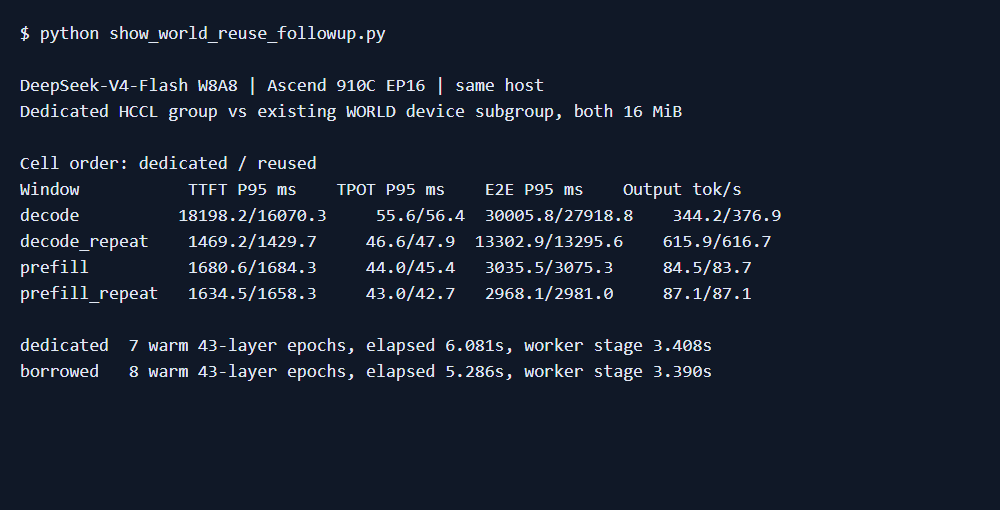 $ python show_world_reuse_followup.py
DeepSeek-V4-Flash W8A8 | Ascend 910C EP16 | same host
Dedicated HCCL group vs existing WORLD device subgroup, both 16 MiB
Cell order: dedicated / reused
Window TTFT P95 ms TPOT P95 ms E2E P95 ms Output tok/s
decode 18198.2/16070.3 55.6/56.4 30005.8/27918.8 344.2/376.9
decode_repeat 1469.2/1429.7 46.6/47.9 13302.9/13295.6 615.9/616.7
prefill 1680.6/1684.3 44.0/45.4 3035.5/3075.3 84.5/83.7
prefill_repeat 1634.5/1658.3 43.0/42.7 2968.1/2981.0 87.1/87.1
dedicated 7 warm 43-layer epochs, elapsed 6.081s, worker stage 3.408s
borrowed 8 warm 43-layer epochs, elapsed 5.286s, worker stage 3.390s